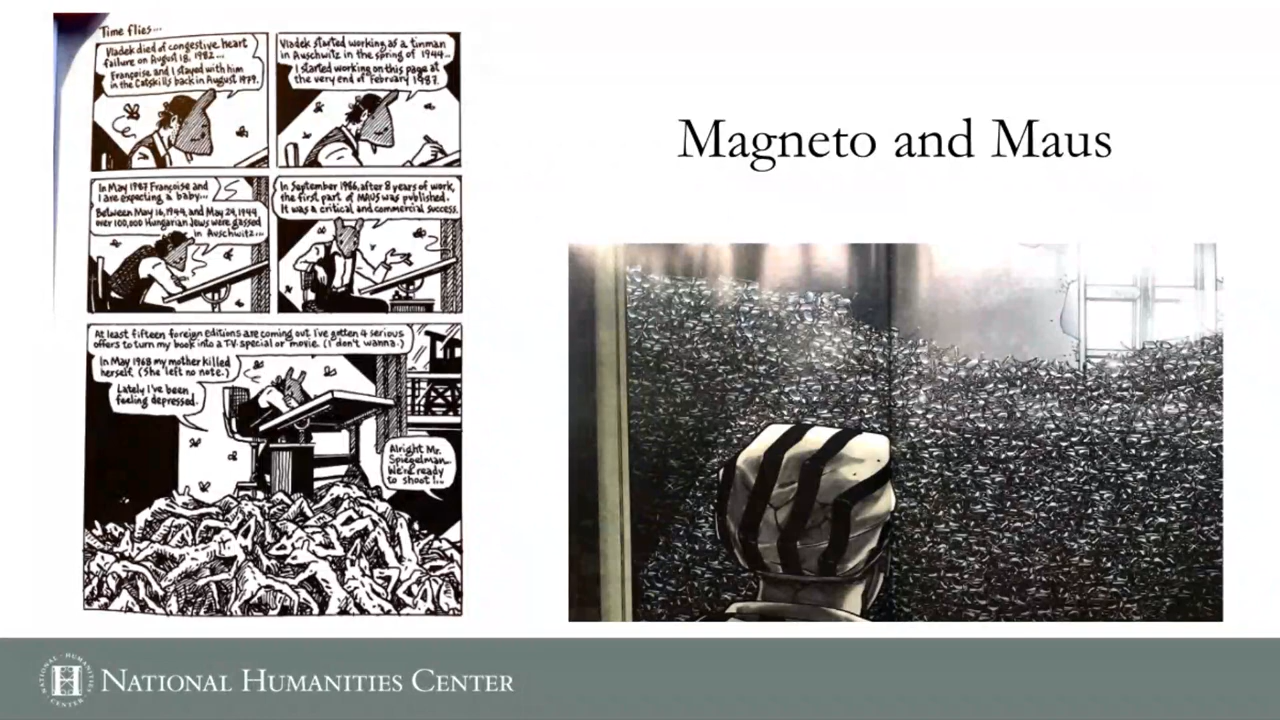 Time flies...
Vladek died of congestive heart
failure on August 18, 1982...
Françoise and I stayed with him
in the Catskills back in August 1979.
Vladek started working as a tinman
in Auschwitz in the spring of 1944...
I started working on this page at
the very end of February 1987.
In May 1987 Françoise and
I are expecting a baby...
Between May 16, 1944, and May 24, 1944
over 100,000 Hungarian Jews were gassed
in Auschwitz...
In September 1986, after 8 years of work,
the first part of MAUS was published.
It was a critical and commercial success.
At least fifteen foreign editions are coming out. I've gotten 4 serious
offers to turn my book into a T.V. special or movie. (I don't wanna.)
In May 1968 my mother killed
herself. (She left no note.)
Lately I've been
feeling depressed.
Alright Mr.
Spiegelman...
We're ready
to shoot!...
Magneto and Maus
NATIONAL HUMANITIES CENTER
NATIONAL HUMANITIES CENTER